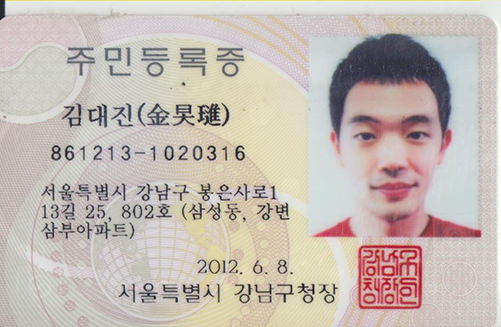 주민등록증
김대진(金旲璡)
861213-1020316
서울특별시 강남구 봉은사로1
13길 25, 802호 (삼성동, 강변
삼부아파트)
2012. 6. 8.
서울특별시 강남구청장